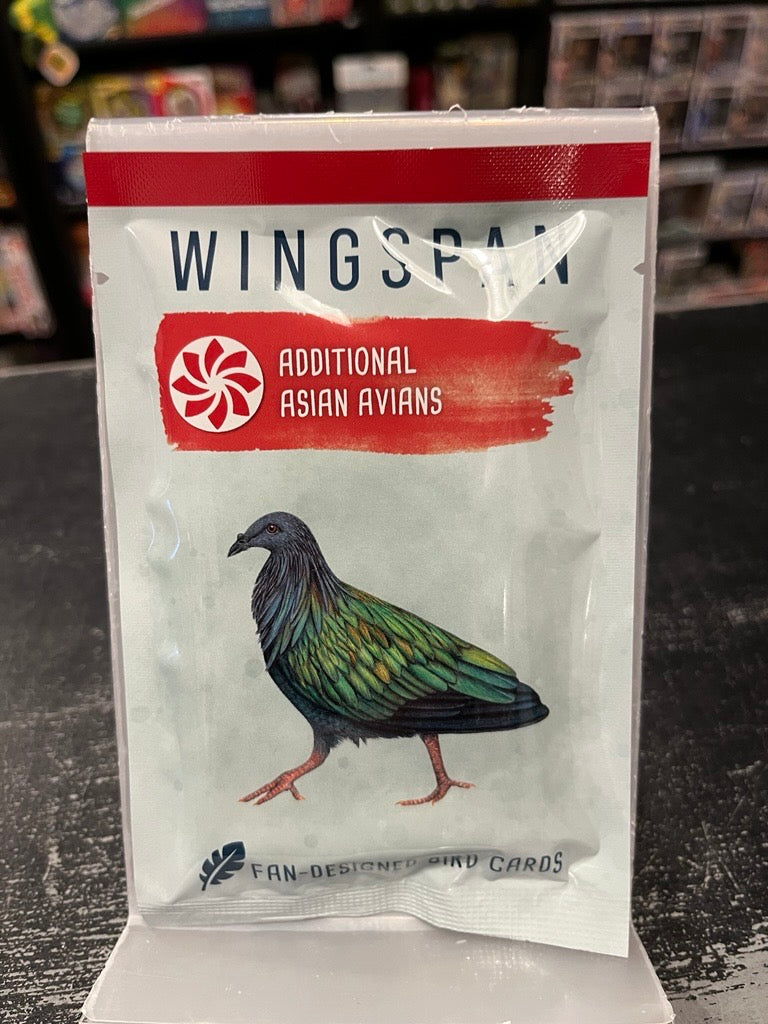 WINGSPAN
ADDITIONAL
ASIAN AVIANS
FAN-DESIGNED BIRD CARDS